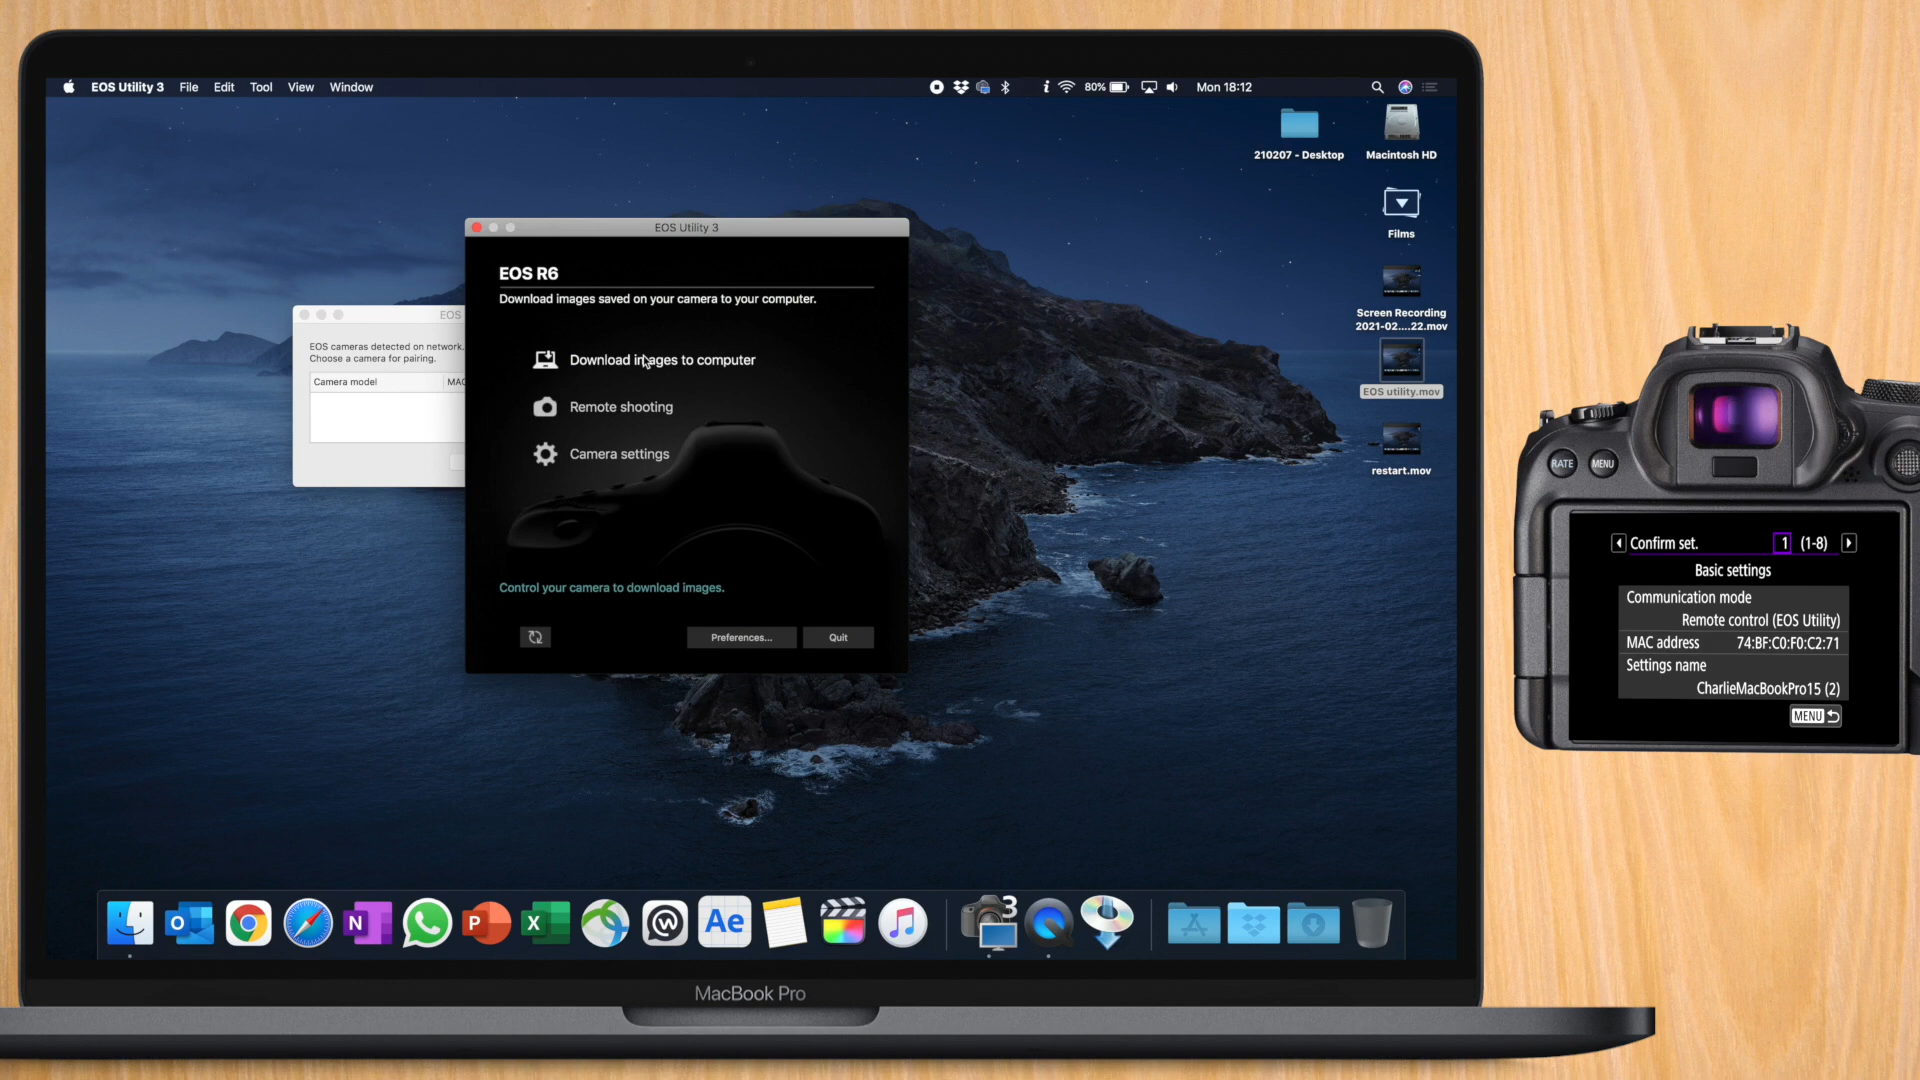 EOS Utility 3 File Edit Tool View Window
80% Mon 18:12
210207 - Desktop
Macintosh HD
Films
Screen Recording
2021-02....22.mov
EOS utility.mov
restart.mov
EOS
EOS cameras detected on network.
Choose a camera for pairing.
Camera model MAC
EOS Utility 3
EOS R6
Download images saved on your camera to your computer.
Download images to computer
Remote shooting
Camera settings
Control your camera to download images.
Preferences... Quit
O N P X W Ae 3
MacBook Pro
RATE MENU
Confirm set. 1 (1-8)
Basic settings
Communication mode
Remote control (EOS Utility)
MAC address 74:BF:C0:F0:C2:71
Settings name
CharlieMacBookPro15 (2)
MENU